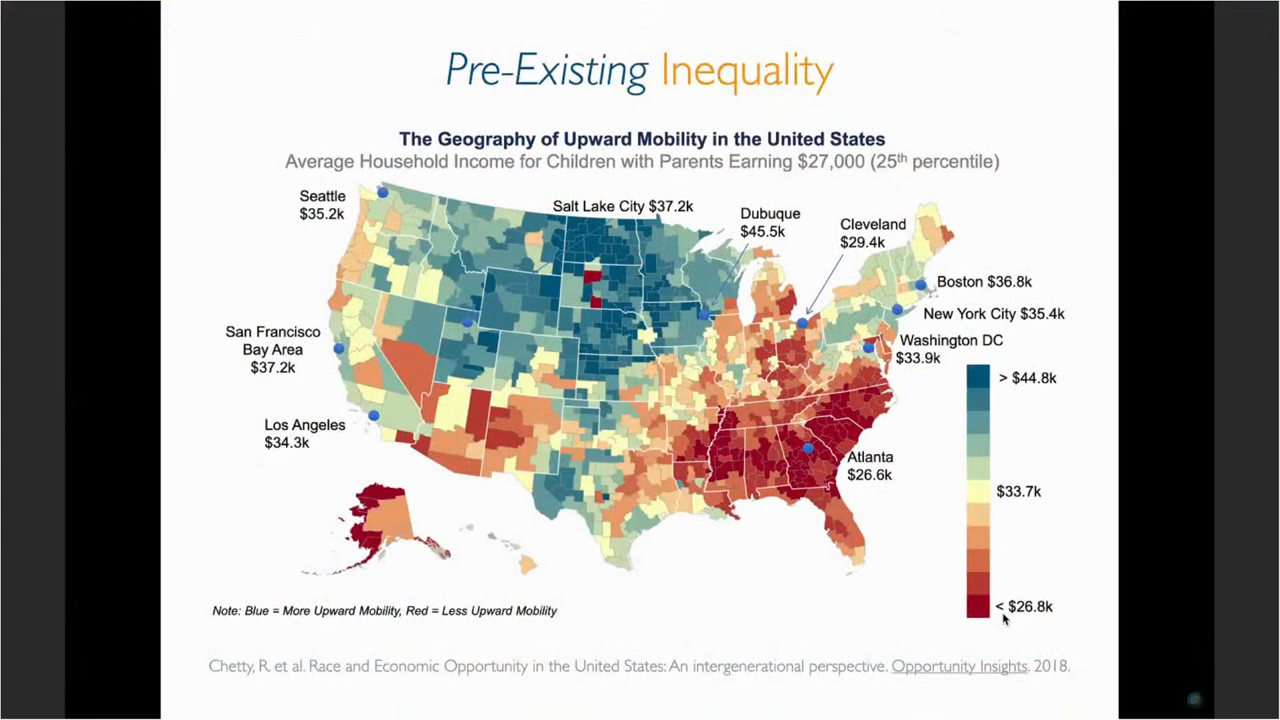 Pre-Existing Inequality
The Geography of Upward Mobility in the United States
Average Household Income for Children with Parents Earning $27,000 (25th percentile)
Seattle
$35.2k
Salt Lake City $37.2k
Dubuque
$45.5k
Cleveland
$29.4k
Boston $36.8k
New York City $35.4k
San Francisco
Bay Area
$37.2k
Washington DC
$33.9k
> $44.8k
Los Angeles
$34.3k
Atlanta
$26.6k
$33.7k
< $26.8k
Note: Blue = More Upward Mobility, Red = Less Upward Mobility
Chetty, R. et al. Race and Economic Opportunity in the United States: An intergenerational perspective. Opportunity Insights. 2018.